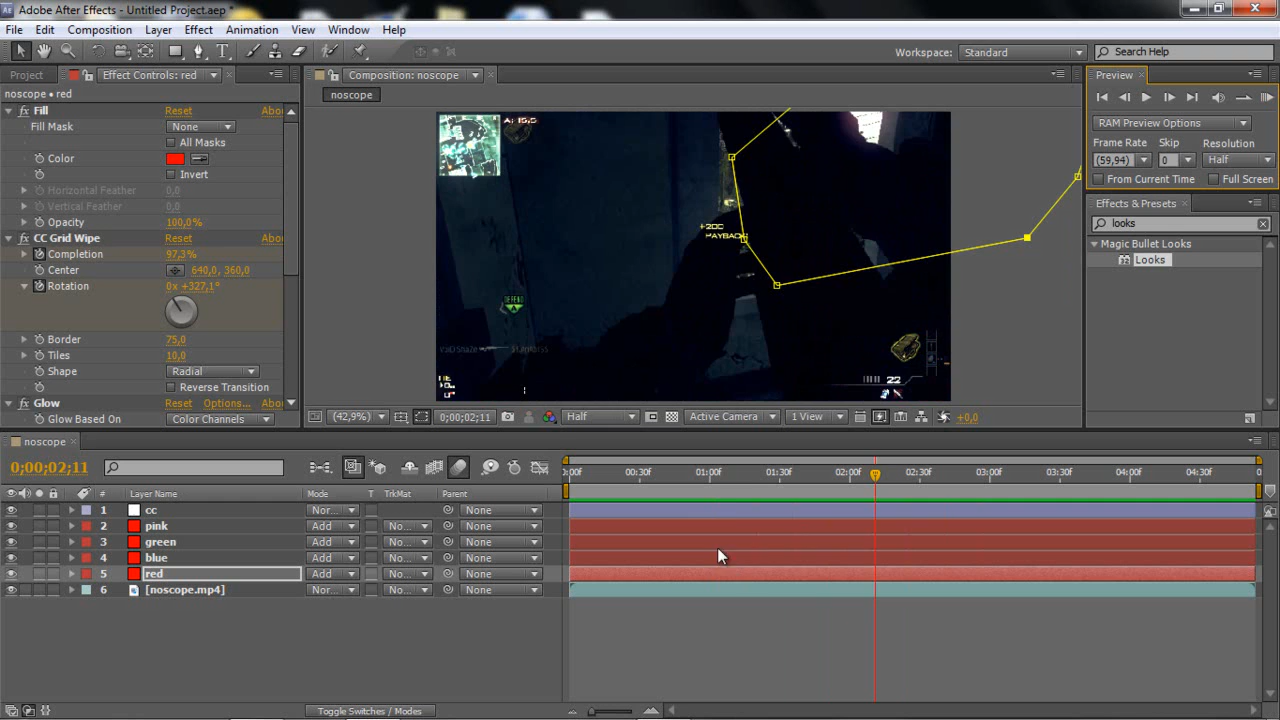 Adobe After Effects - Untitled Project.aep *
File Edit Composition Layer Effect Animation View Window Help
Workspace: Standard Search Help
Project Effect Controls: red Composition: noscope Preview
noscope • red
noscope
Fill Reset Abou
Fill Mask None
All Masks
Color
Invert
Horizontal Feather 0,0
Vertical Feather 0,0
Opacity 100,0%
CC Grid Wipe Reset Abou
Completion 97,3%
Center 640,0, 360,0
Rotation 0x +327,1°
Border 75,0
Tiles 10,0
Shape Radial
Reverse Transition
Glow Reset Options... Abou
Glow Based On Color Channels
+200
PAYBACK
DEFEND
22
(42,9%) 0;00;02;11 Half Active Camera 1 View +0,0
RAM Preview Options
Frame Rate Skip Resolution
(59,94) 0 Half
From Current Time Full Screen
Effects & Presets
looks
Magic Bullet Looks
Looks
noscope
0;00;02;11
:00f 00:30f 01:00f 01:30f 02:00f 02:30f 03:00f 03:30f 04:00f 04:30f 0
# Layer Name Mode T TrkMat Parent
1 cc Nor... None
2 pink Add No... None
3 green Add No... None
4 blue Add No... None
5 red Add No... None
6 [noscope.mp4] Nor... No... None
Toggle Switches / Modes